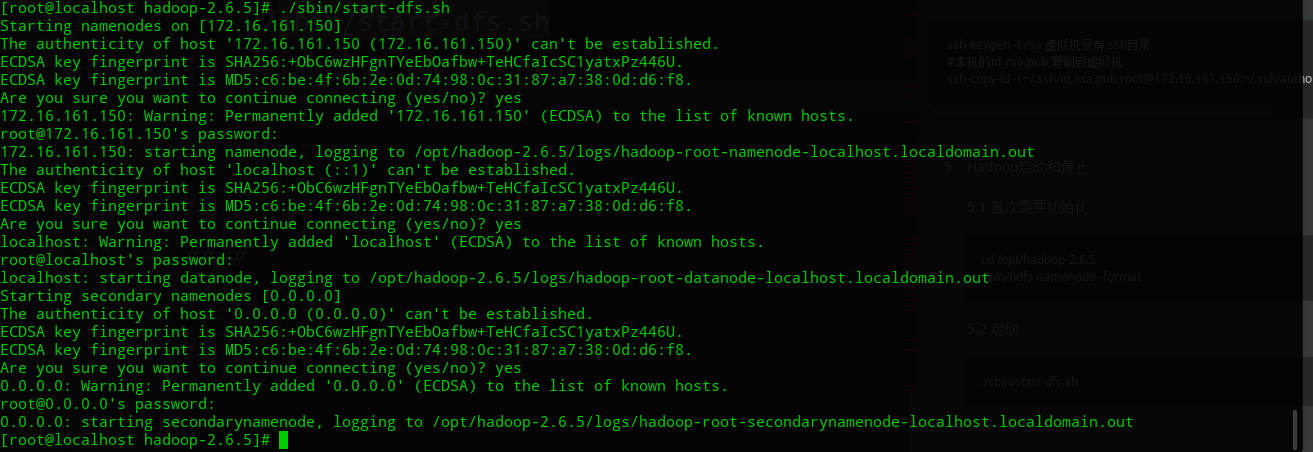 [root@localhost hadoop-2.6.5]# ./sbin/start-dfs.sh
Starting namenodes on [172.16.161.150]
The authenticity of host '172.16.161.150 (172.16.161.150)' can't be established.
ECDSA key fingerprint is SHA256:+ObC6wzHFgnTYeEbOafbw+TeHCfaIcSC1yatxPz446U.
ECDSA key fingerprint is MD5:c6:be:4f:6b:2e:0d:74:98:0c:31:87:a7:38:0d:d6:f8.
Are you sure you want to continue connecting (yes/no)? yes
172.16.161.150: Warning: Permanently added '172.16.161.150' (ECDSA) to the list of known hosts.
root@172.16.161.150's password:
172.16.161.150: starting namenode, logging to /opt/hadoop-2.6.5/logs/hadoop-root-namenode-localhost.localdomain.out
The authenticity of host 'localhost (::1)' can't be established.
ECDSA key fingerprint is SHA256:+ObC6wzHFgnTYeEbOafbw+TeHCfaIcSC1yatxPz446U.
ECDSA key fingerprint is MD5:c6:be:4f:6b:2e:0d:74:98:0c:31:87:a7:38:0d:d6:f8.
Are you sure you want to continue connecting (yes/no)? yes
localhost: Warning: Permanently added 'localhost' (ECDSA) to the list of known hosts.
root@localhost's password:
localhost: starting datanode, logging to /opt/hadoop-2.6.5/logs/hadoop-root-datanode-localhost.localdomain.out
Starting secondary namenodes [0.0.0.0]
The authenticity of host '0.0.0.0 (0.0.0.0)' can't be established.
ECDSA key fingerprint is SHA256:+ObC6wzHFgnTYeEbOafbw+TeHCfaIcSC1yatxPz446U.
ECDSA key fingerprint is MD5:c6:be:4f:6b:2e:0d:74:98:0c:31:87:a7:38:0d:d6:f8.
Are you sure you want to continue connecting (yes/no)? yes
0.0.0.0: Warning: Permanently added '0.0.0.0' (ECDSA) to the list of known hosts.
root@0.0.0.0's password:
0.0.0.0: starting secondarynamenode, logging to /opt/hadoop-2.6.5/logs/hadoop-root-secondarynamenode-localhost.localdomain.out
[root@localhost hadoop-2.6.5]#
/start-dfs.sh
ssh-keygen -t rsa 虚拟机没有.ssh目录
#本机的id_rsa.pub,复制到虚拟机
ssh-copy-id -i ~/.ssh/id_rsa.pub root@172.16.161.150:~/.ssh/autho
5. Hadoop启动和停止
5.1 首次需要初始化
cd /opt/hadoop-2.6.5
bin/hdfs namenode -format
5.2 启动
./sbin/start-dfs.sh